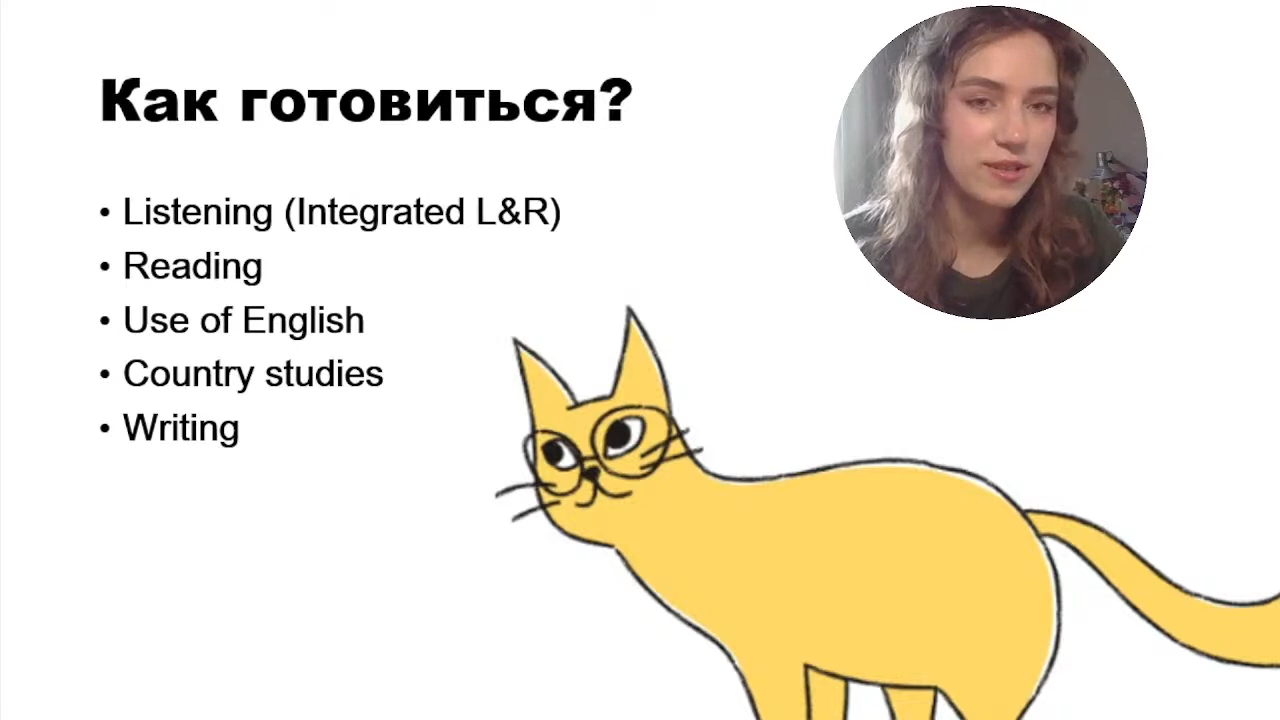 Как готовиться?
• Listening (Integrated L&R)
• Reading
• Use of English
• Country studies
• Writing